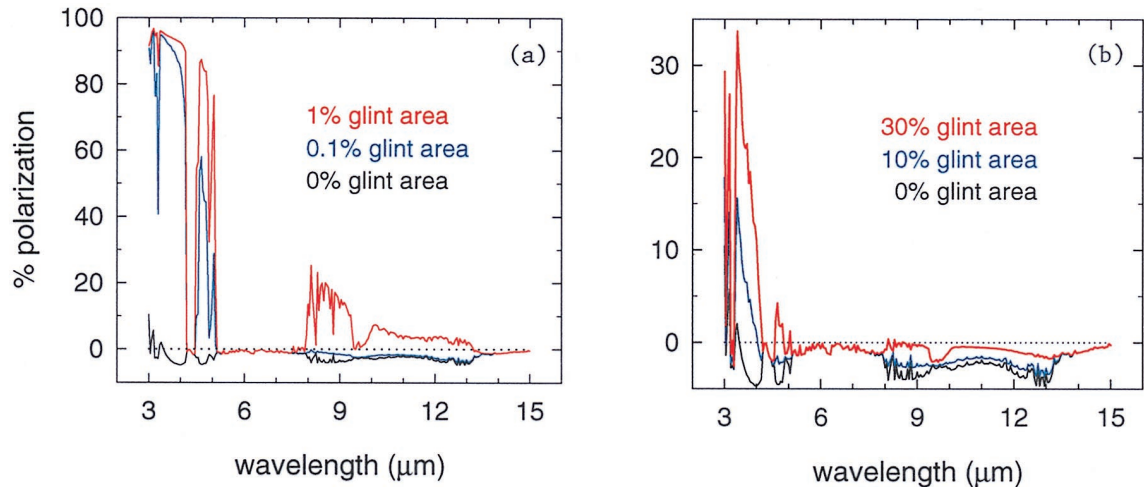 100
80
60
40
20
0
% polarization
(a)
1% glint area
0.1% glint area
0% glint area
3
6
9
12
15
wavelength (μm)
30
20
10
0
(b)
30% glint area
10% glint area
0% glint area
3
6
9
12
15
wavelength (μm)